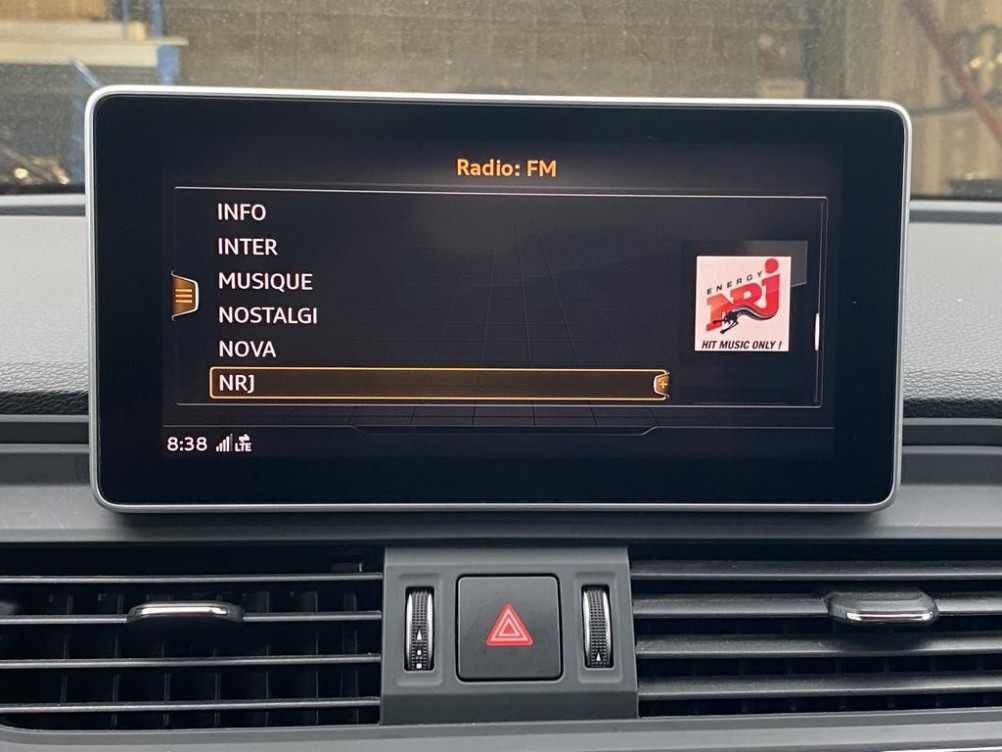 Radio: FM
INFO
INTER
MUSIQUE
NOSTALGI
NOVA
NRJ
ENERGY
NRJ
HIT MUSIC ONLY !
8:38 LTE